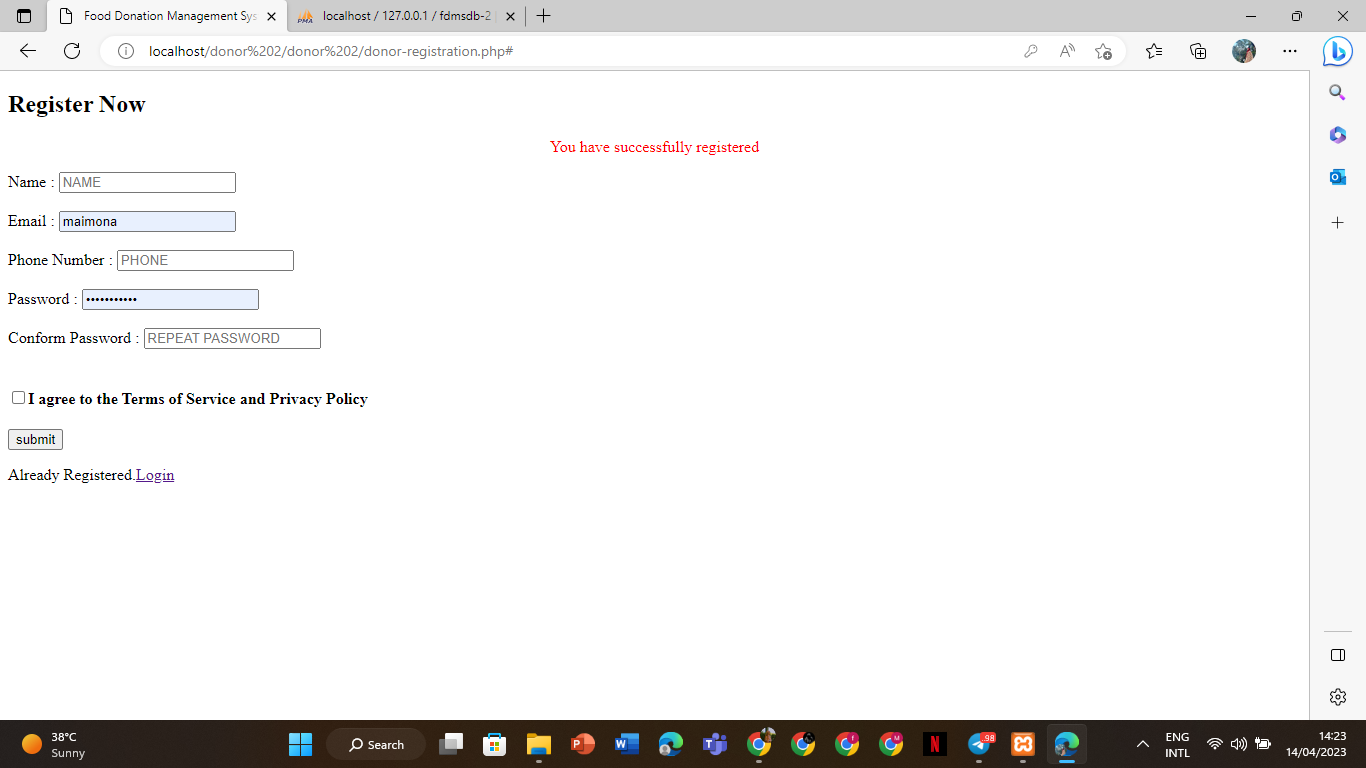 Food Donation Management Sys
localhost / 127.0.0.1 / fdmsdb-2
localhost/donor%202/donor%202/donor-registration.php#
Register Now
You have successfully registered
Name : NAME
Email : maimona
Phone Number : PHONE
Password : •••••••••••
Conform Password : REPEAT PASSWORD
I agree to the Terms of Service and Privacy Policy
submit
Already Registered.Login
38°C
Sunny
Search
98
ENG
INTL
14:23
14/04/2023